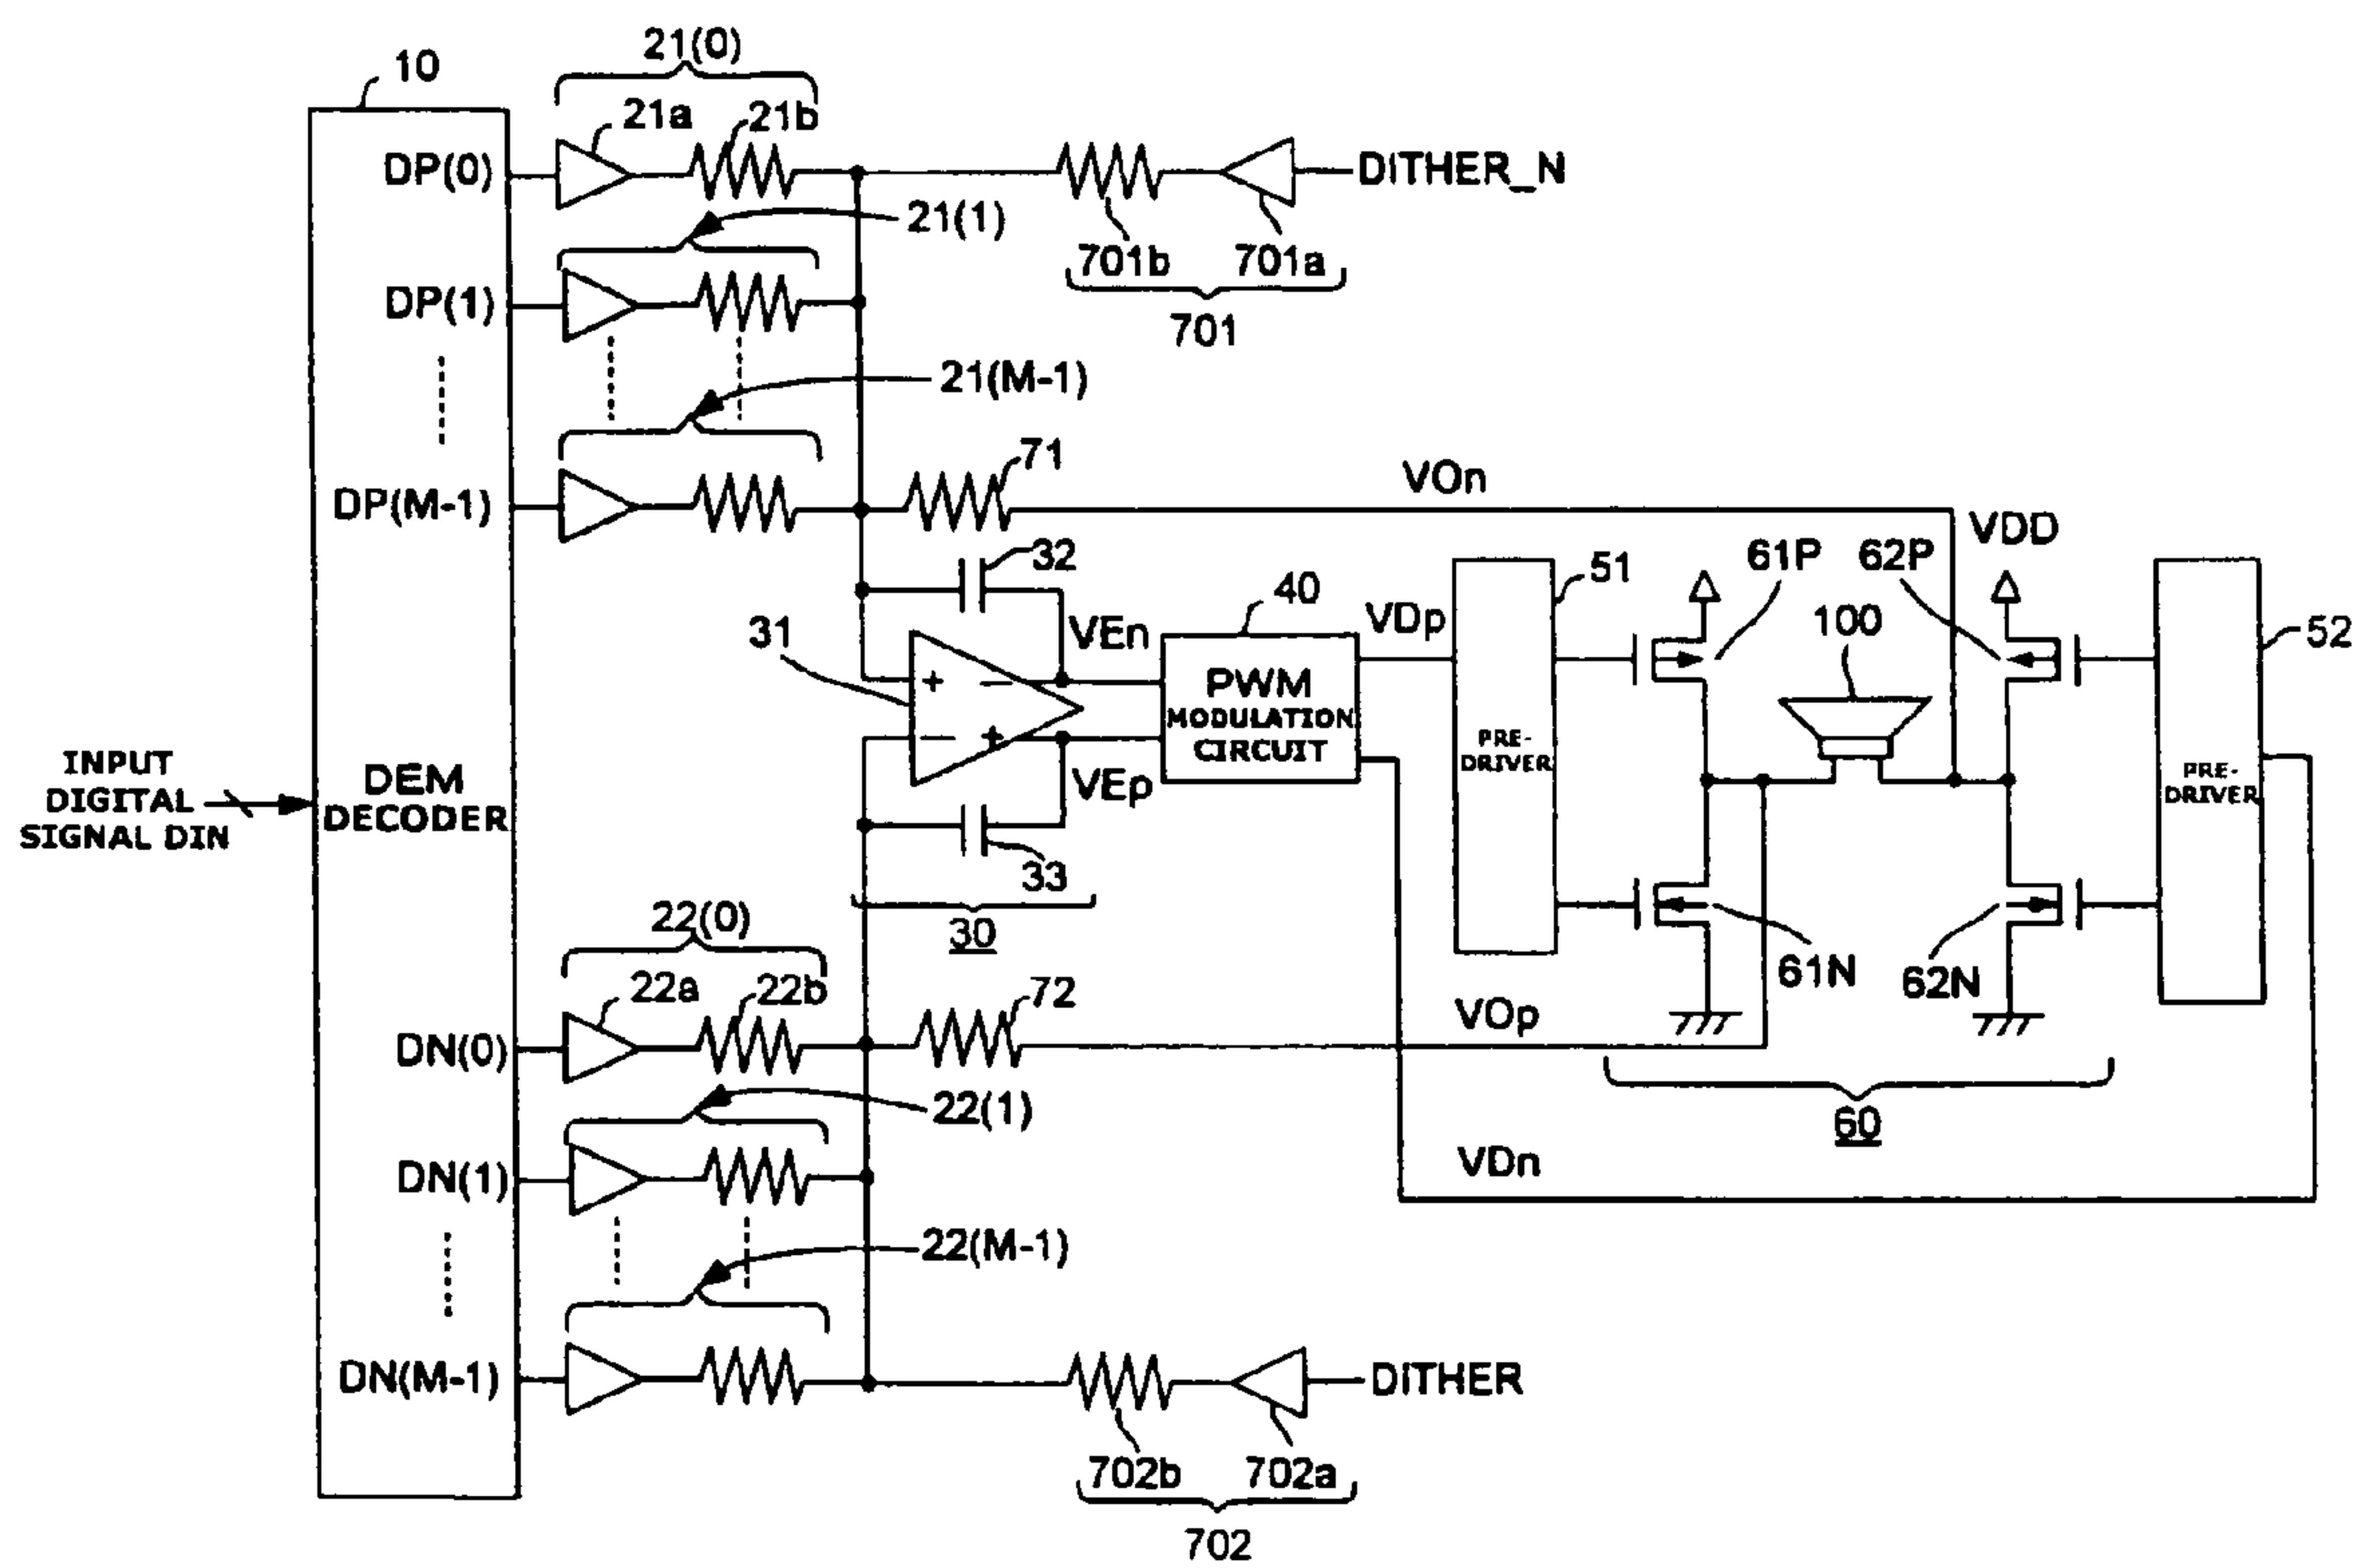 21(0)
10
21a
21b
DP(0)
DITHER_N
21(1)
701b
701a
DP(1)
701
21(M-1)
71
DP(M-1)
VOn
VDD
32
40
51
61P
62P
VDp
100
52
31
VEn
+
−
PWM
MODULATION
CIRCUIT
−
+
PRE-
DRIVER
PRE-
DRIVER
INPUT
DIGITAL
SIGNAL DIN
DEM
DECODER
VEp
33
30
22(0)
22a
22b
72
61N
62N
VOp
DN(0)
22(1)
60
DN(1)
VDn
22(M-1)
DN(M-1)
DITHER
702b
702a
702